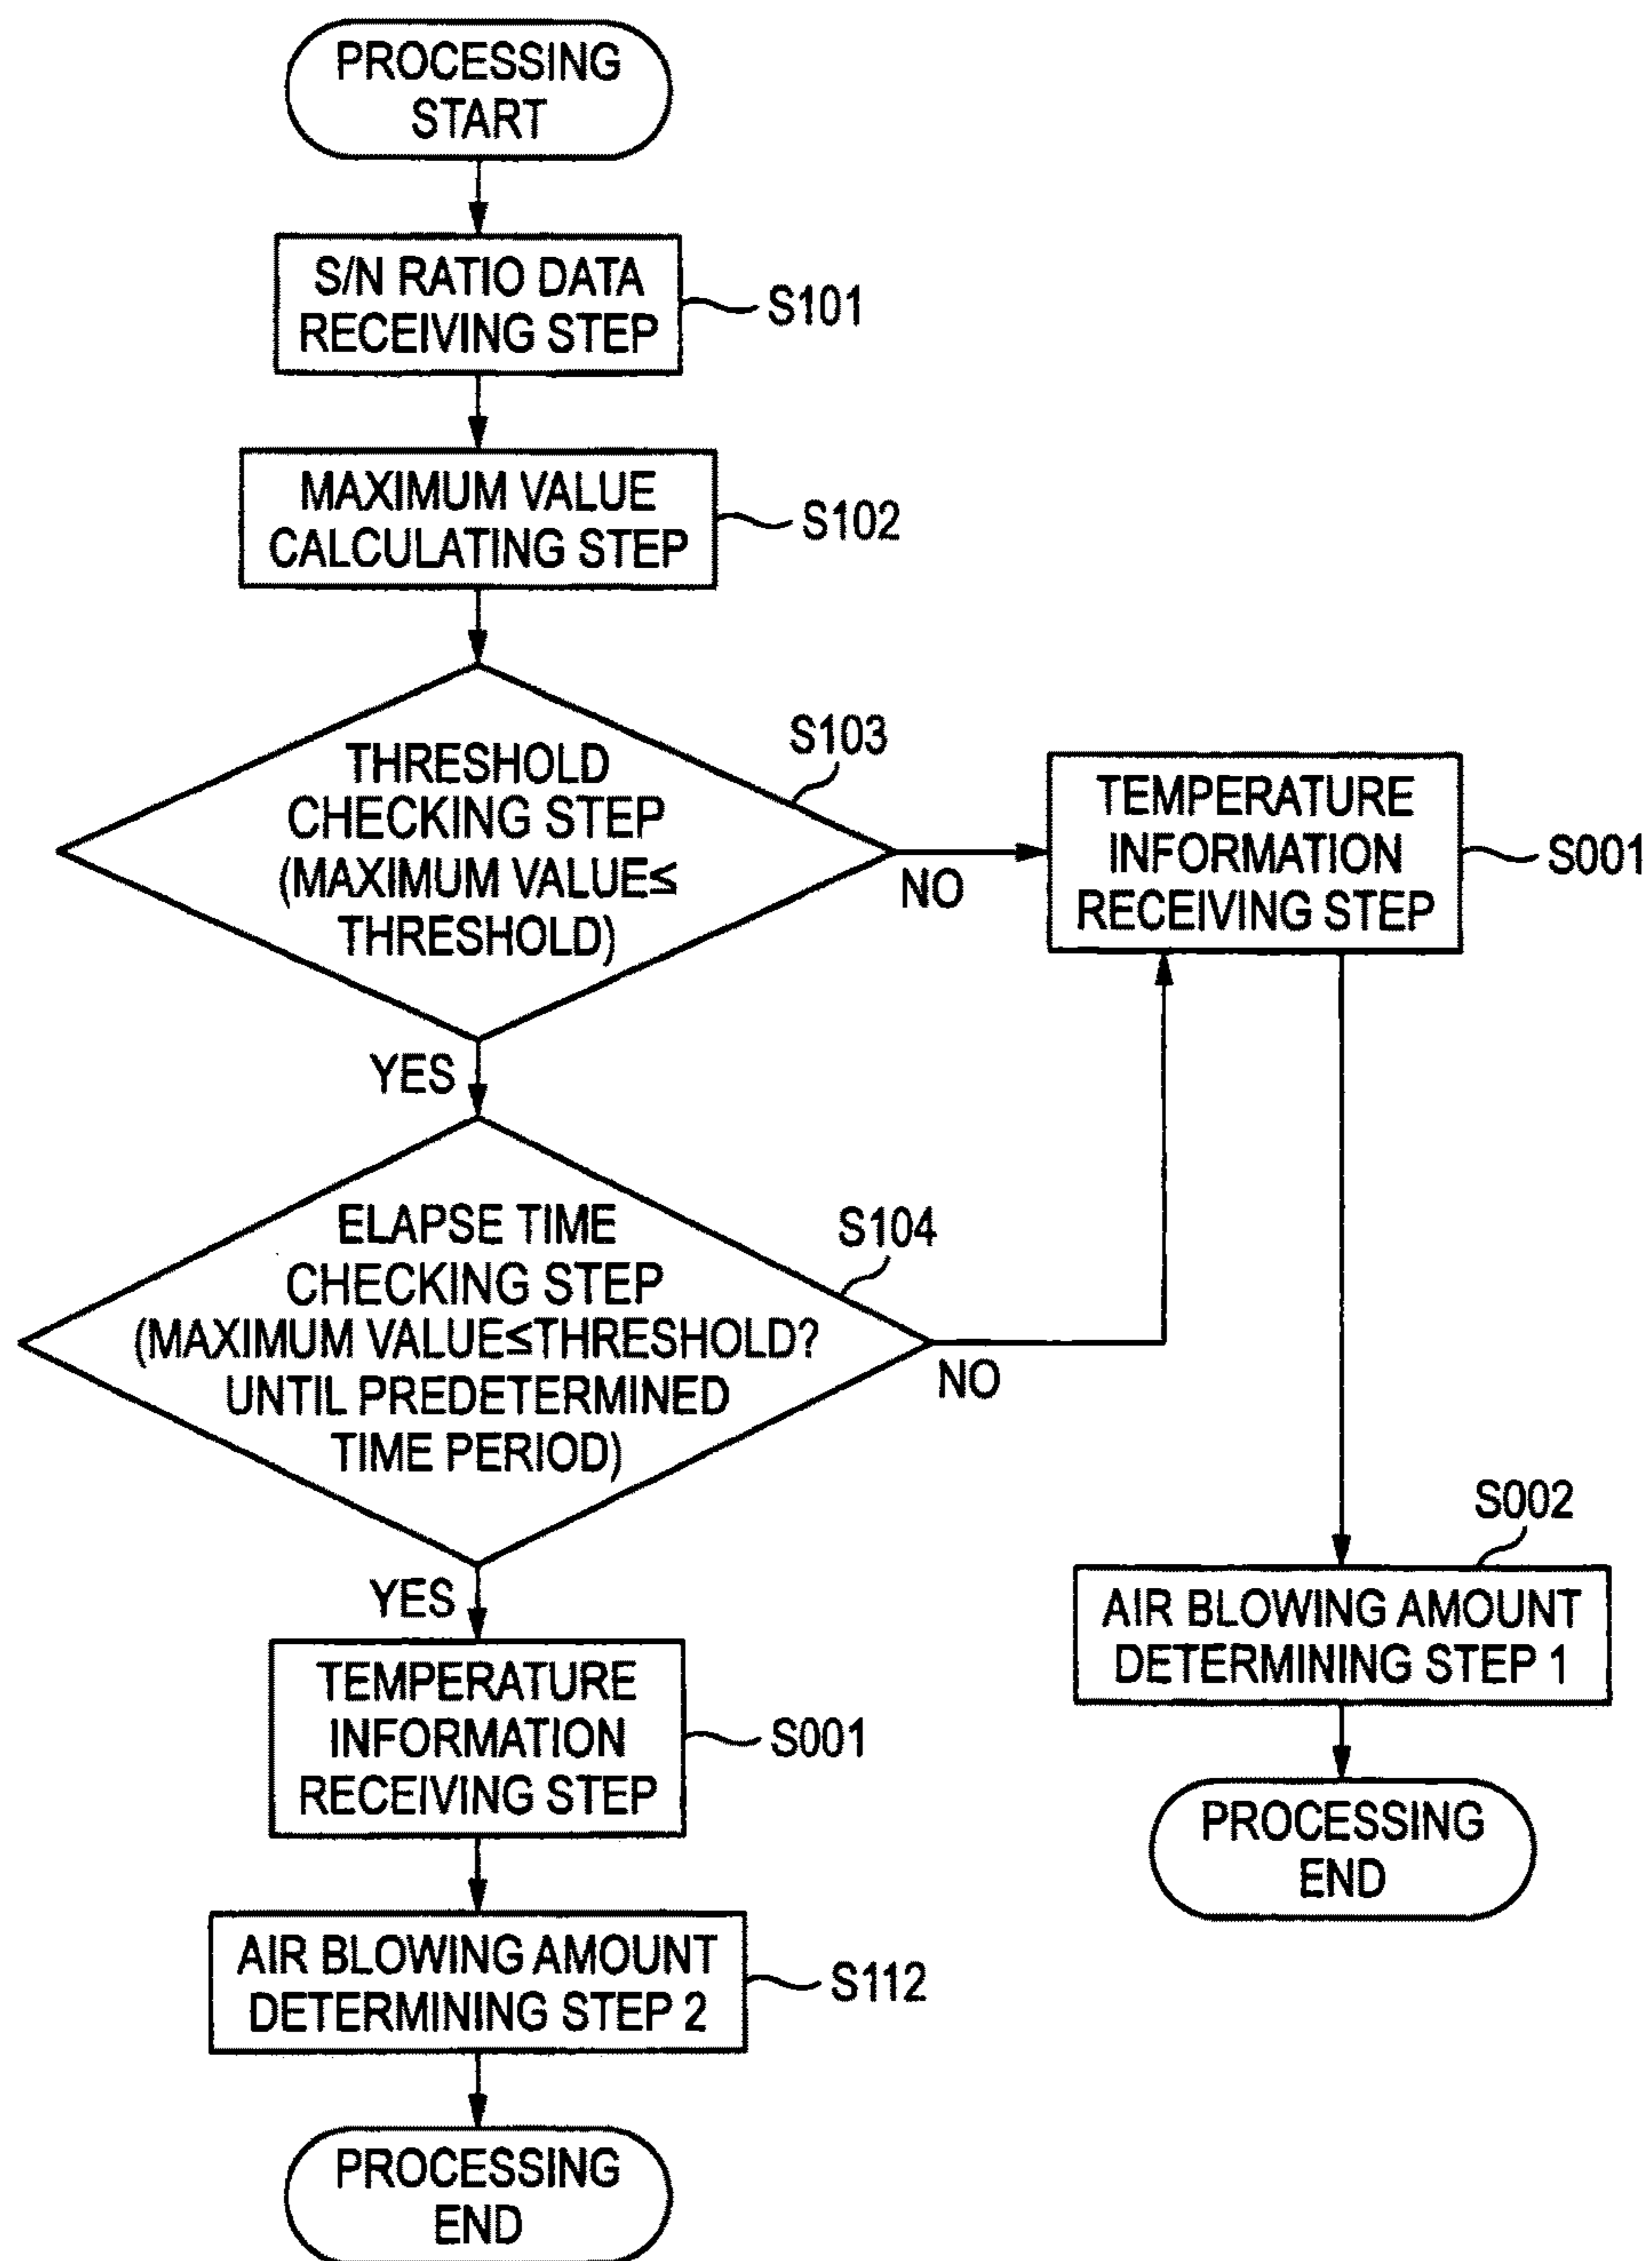 PROCESSING
START
S/N RATIO DATA
RECEIVING STEP
S101
MAXIMUM VALUE
CALCULATING STEP
S102
THRESHOLD
CHECKING STEP
(MAXIMUM VALUE≤
THRESHOLD)
S103
NO
YES
TEMPERATURE
INFORMATION
RECEIVING STEP
S001
ELAPSE TIME
CHECKING STEP
(MAXIMUM VALUE≤THRESHOLD?
UNTIL PREDETERMINED
TIME PERIOD)
S104
NO
YES
S002
AIR BLOWING AMOUNT
DETERMINING STEP 1
PROCESSING
END
TEMPERATURE
INFORMATION
RECEIVING STEP
S001
AIR BLOWING AMOUNT
DETERMINING STEP 2
S112
PROCESSING
END